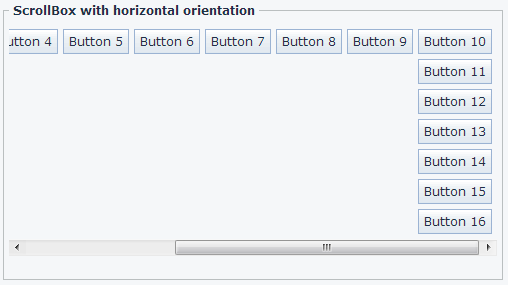 ScrollBox with horizontal orientation
utton 4 Button 5 Button 6 Button 7 Button 8 Button 9 Button 10
Button 11
Button 12
Button 13
Button 14
Button 15
Button 16